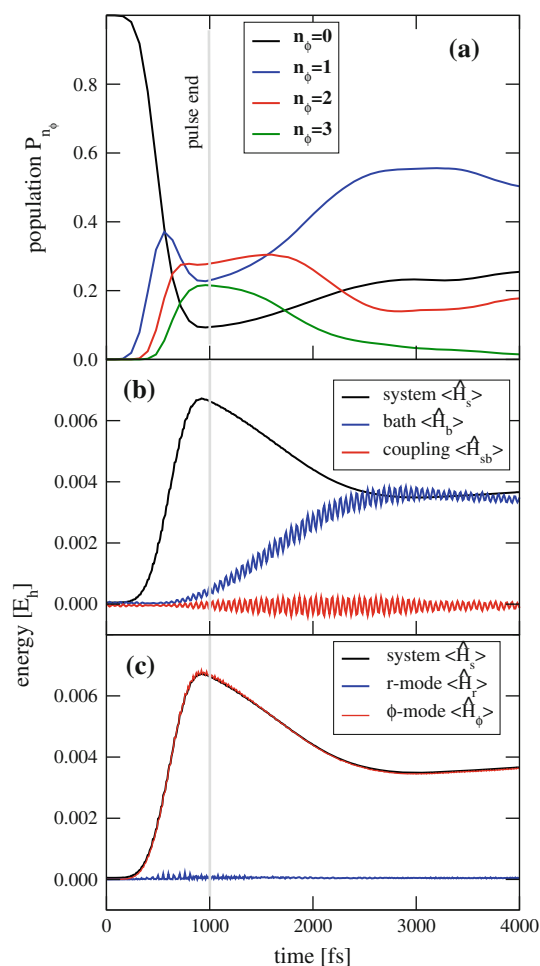 n_ϕ=0
n_ϕ=1
n_ϕ=2
n_ϕ=3
(a)
pulse end
population P_{n_ϕ}
0.8
0.6
0.4
0.2
0.0
(b)
system <Ĥ_s>
bath <Ĥ_b>
coupling <Ĥ_{sb}>
0.006
0.004
0.002
0.000
energy [E_h]
(c)
system <Ĥ_s>
r-mode <Ĥ_r>
ϕ-mode <Ĥ_ϕ>
0.006
0.004
0.002
0.000
0 1000 2000 3000 4000
time [fs]